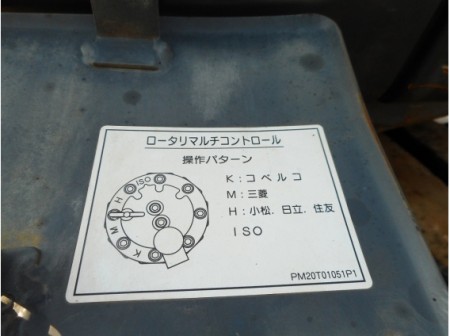 ロータリマルチコントロール
操作パターン
K:コベルコ
M:三菱
H:小松、日立、住友
ISO
ISO
H
M
K
PM20T01051P1